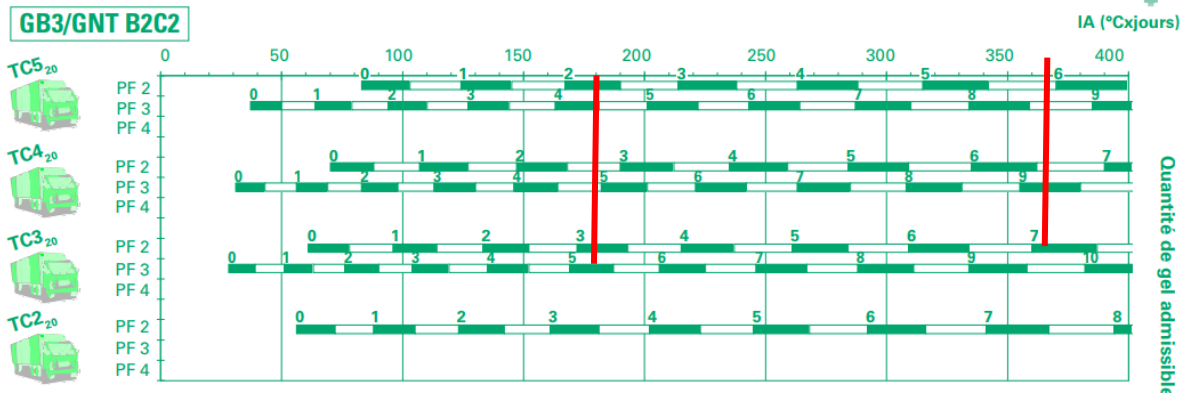 GB3/GNT B2C2
IA (°Cxjours)
0 50 100 150 200 250 300 350 400
TC5 20
PF 2 0 1 2 3 4 5 6
PF 3 0 1 2 3 4 5 6 7 8 9
PF 4
TC4 20
PF 2 0 1 2 3 4 5 6 7
PF 3 0 1 2 3 4 5 6 7 8 9
PF 4
TC3 20
PF 2 0 1 2 3 4 5 6 7
PF 3 0 1 2 3 4 5 6 7 8 9 10
PF 4
TC2 20
PF 2 0 1 2 3 4 5 6 7 8
PF 3
PF 4
Quantité de gel admissible